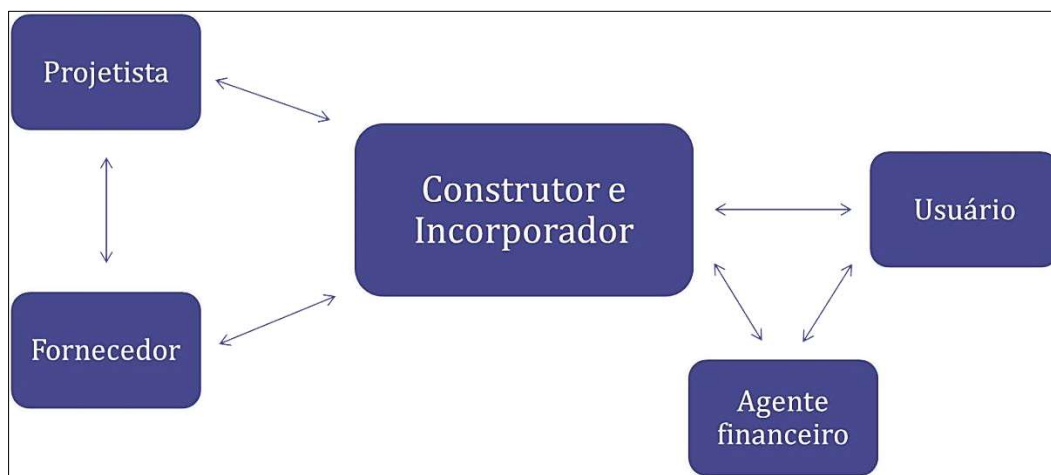 Projetista
Construtor e
Incorporador
Usuário
Fornecedor
Agente
financeiro